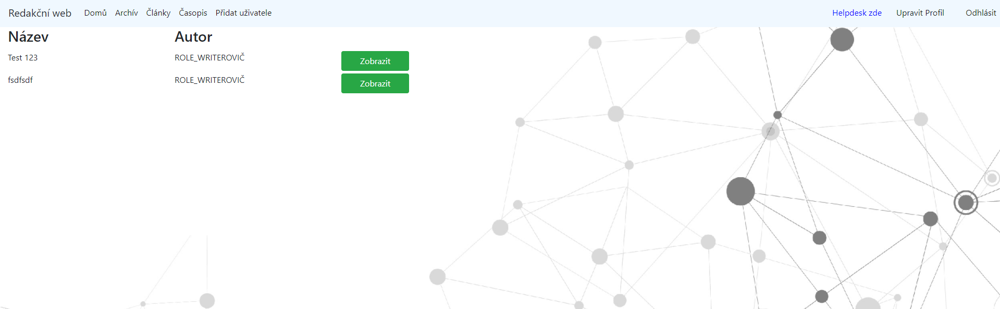 Redakční web Domů Archív Články Časopis Přidat uživatele Helpdesk zde Upravit Profil Odhlásit
Název Autor
Test 123 ROLE_WRITEROVIČ Zobrazit
fsdfsdf ROLE_WRITEROVIČ Zobrazit